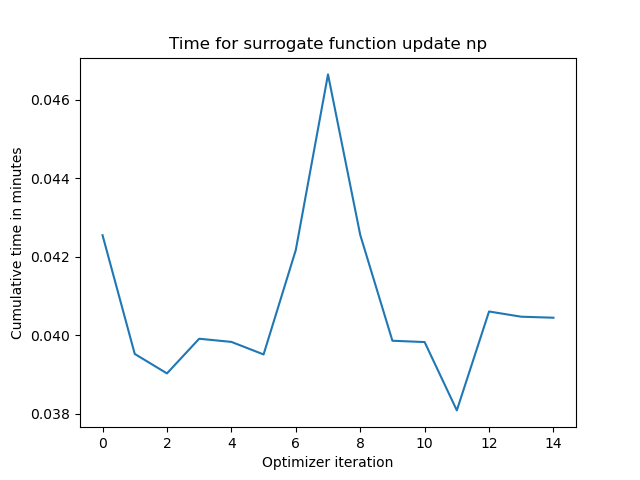 Time for surrogate function update np
Cumulative time in minutes
0.046
0.044
0.042
0.040
0.038
0 2 4 6 8 10 12 14
Optimizer iteration